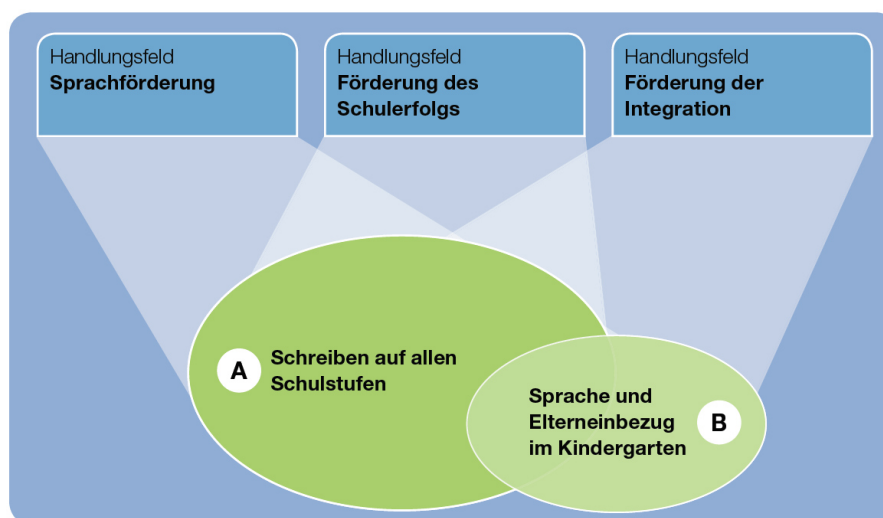 Handlungsfeld
Sprachförderung
Handlungsfeld
Förderung des
Schulerfolgs
Handlungsfeld
Förderung der
Integration
A
Schreiben auf allen
Schulstufen
Sprache und
Elterneinbezug
im Kindergarten
B